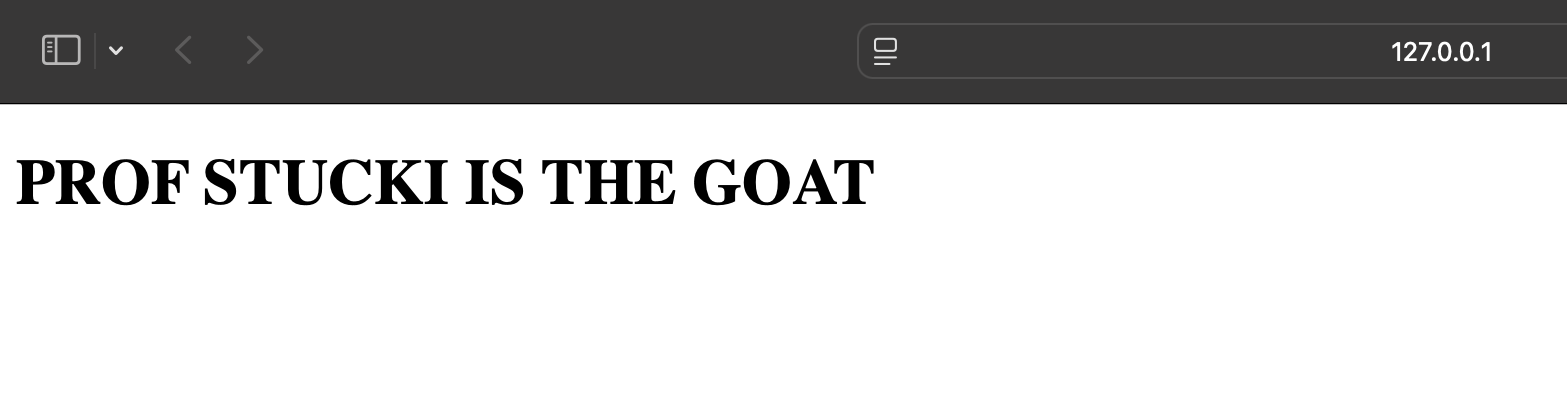 127.0.0.1
PROF STUCKI IS THE GOAT